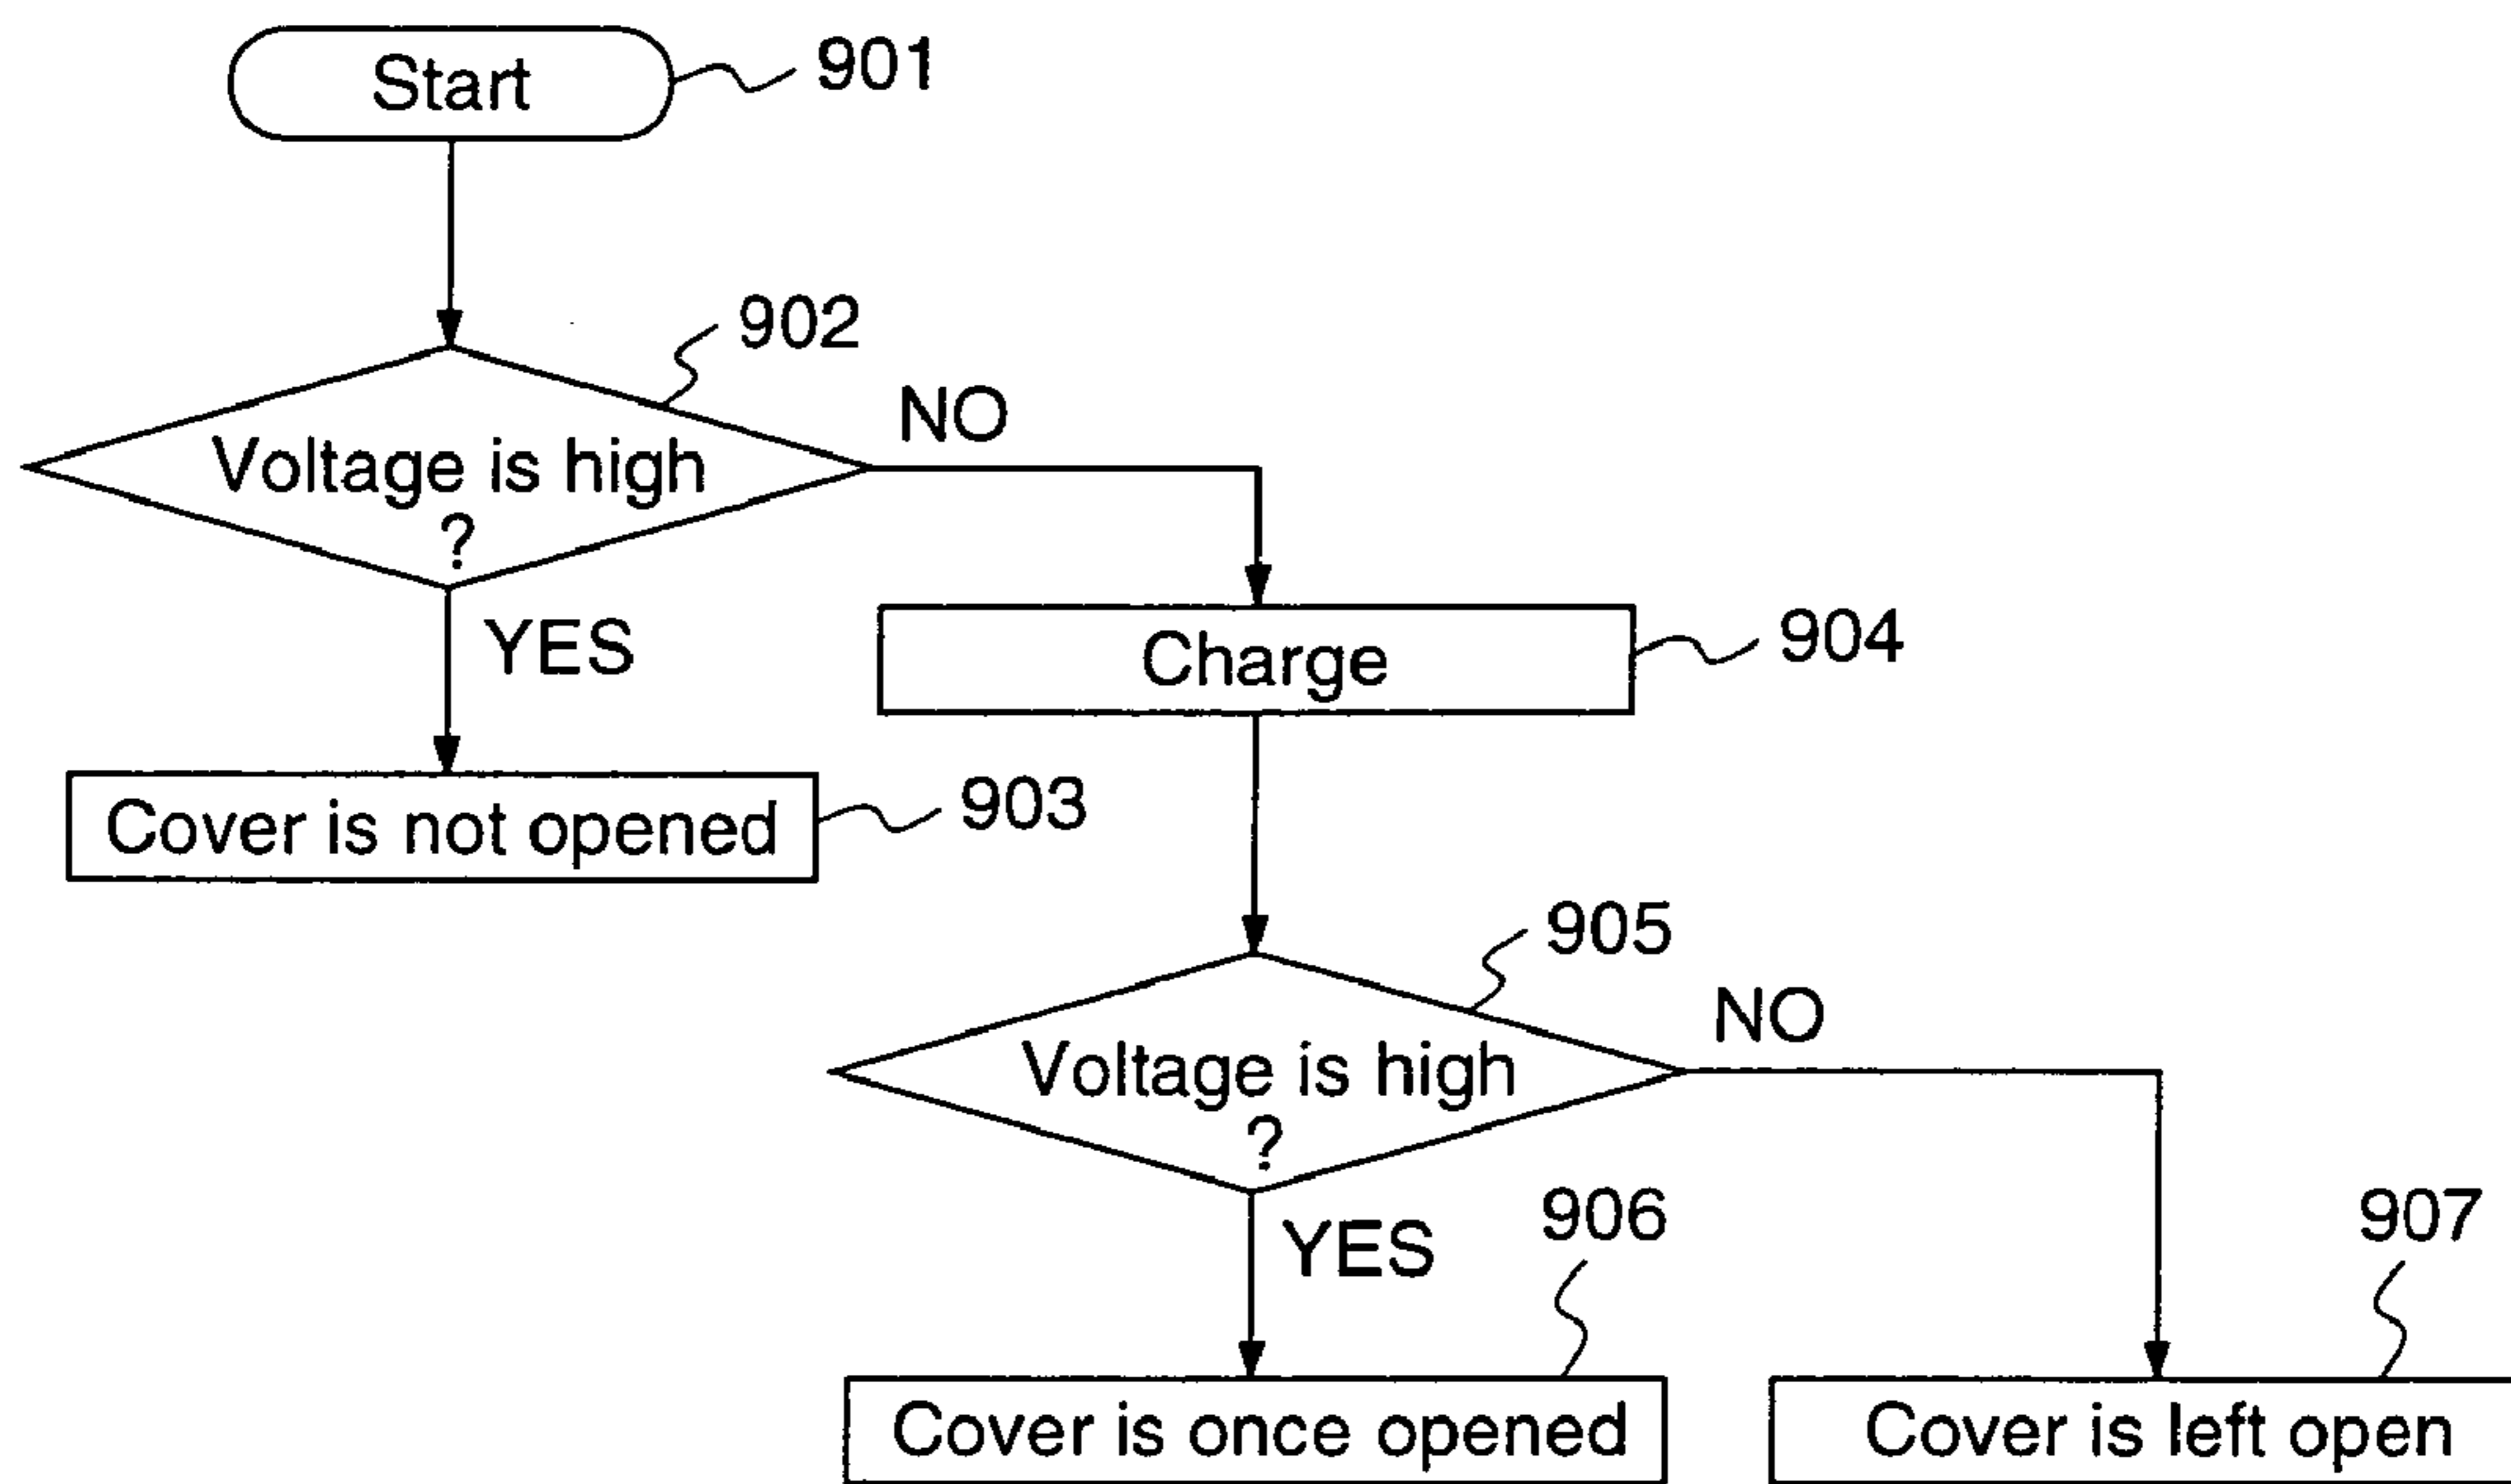 Start
901
902
Voltage is high
?
NO
YES
Charge
904
Cover is not opened
903
905
Voltage is high
?
NO
YES
906
907
Cover is once opened
Cover is left open